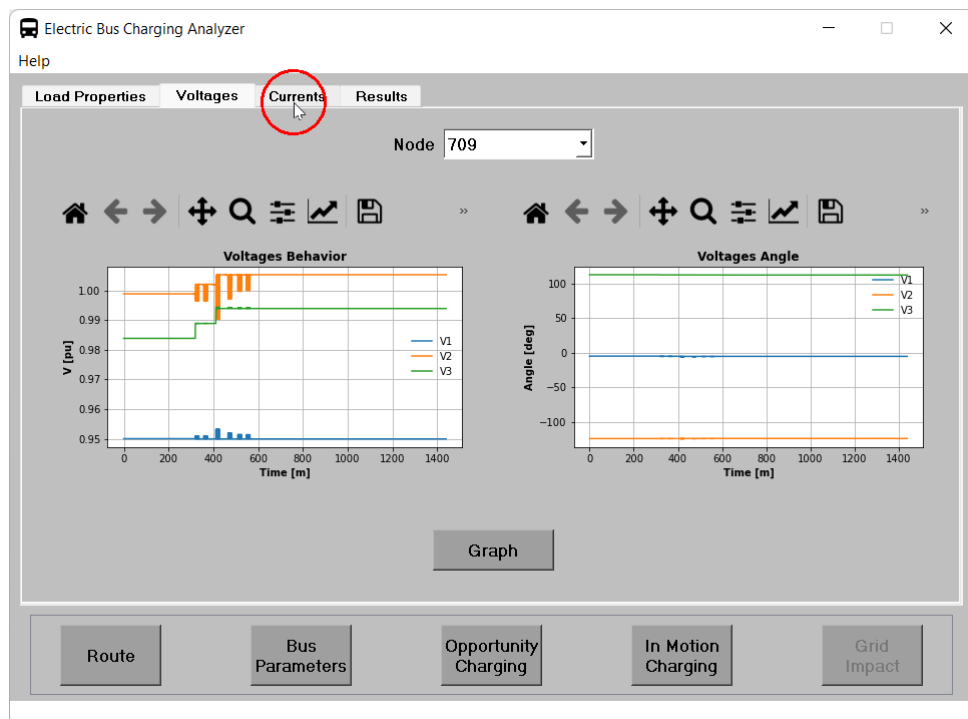 Electric Bus Charging Analyzer
Help
Load Properties Voltages Currents Results
Node 709
» »
Voltages Behavior
1.00
0.99
0.98
0.97
0.96
0.95
V [pu]
V1
V2
V3
0 200 400 600 800 1000 1200 1400
Time [m]
Voltages Angle
100
50
0
−50
−100
Angle [deg]
V1
V2
V3
0 200 400 600 800 1000 1200 1400
Time [m]
Graph
Route
Bus
Parameters
Opportunity
Charging
In Motion
Charging
Grid
Impact